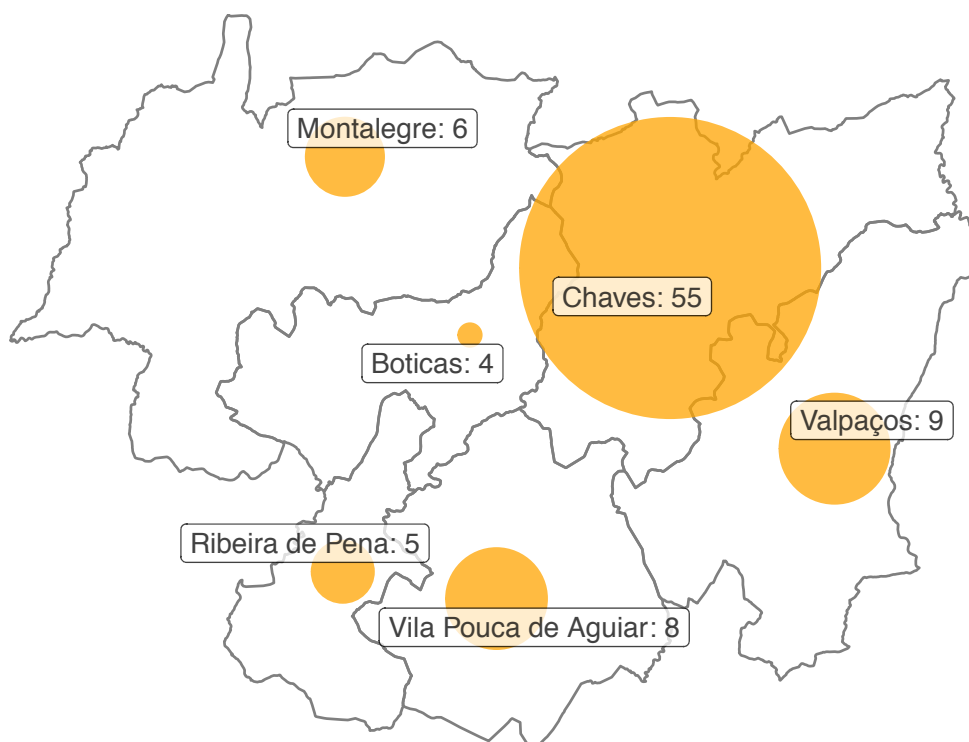 Montalegre: 6
Chaves: 55
Boticas: 4
Valpaços: 9
Ribeira de Pena: 5
Vila Pouca de Aguiar: 8